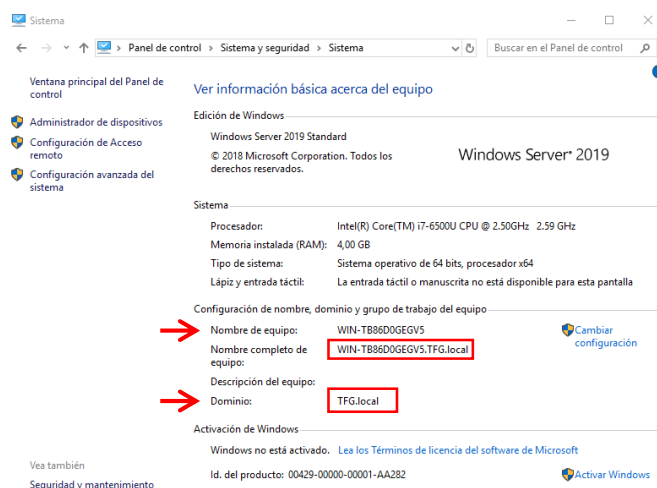 Sistema
Panel de control > Sistema y seguridad > Sistema
Buscar en el Panel de control
Ventana principal del Panel de
control
Administrador de dispositivos
Configuración de Acceso
remoto
Configuración avanzada del
sistema
Ver información básica acerca del equipo
Edición de Windows
Windows Server 2019 Standard
© 2018 Microsoft Corporation. Todos los
derechos reservados.
Windows Server® 2019
Sistema
Procesador: Intel(R) Core(TM) i7-6500U CPU @ 2.50GHz 2.59 GHz
Memoria instalada (RAM): 4,00 GB
Tipo de sistema: Sistema operativo de 64 bits, procesador x64
Lápiz y entrada táctil: La entrada táctil o manuscrita no está disponible para esta pantalla
Configuración de nombre, dominio y grupo de trabajo del equipo
Nombre de equipo: WIN-TB86D0GEGV5
Cambiar
configuración
Nombre completo de
equipo:
WIN-TB86D0GEGV5.TFG.local
Descripción del equipo:
Dominio: TFG.local
Activación de Windows
Windows no está activado. Lea los Términos de licencia del software de Microsoft
Id. del producto: 00429-00000-00001-AA282
Activar Windows
Vea también
Seguridad y mantenimiento